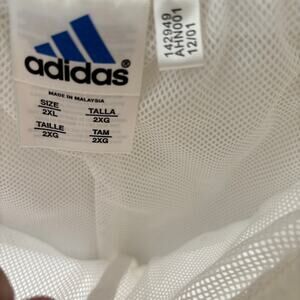 adidas®
MADE IN MALAYSIA
SIZE TALLA
2XL 2XG
TAILLE TAM
2XG 2XG
142949
AHN001
12/01